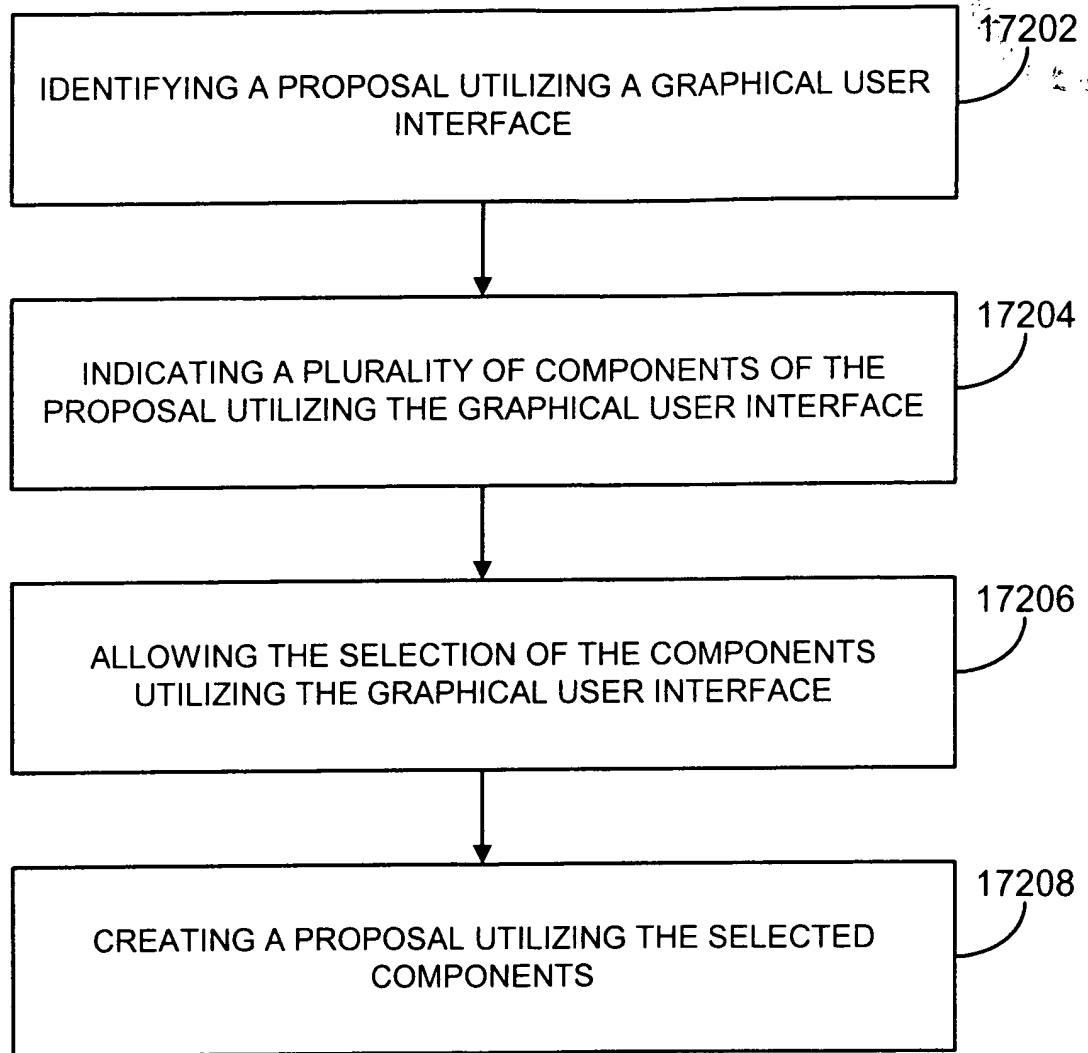 17202
IDENTIFYING A PROPOSAL UTILIZING A GRAPHICAL USER
INTERFACE
17204
INDICATING A PLURALITY OF COMPONENTS OF THE
PROPOSAL UTILIZING THE GRAPHICAL USER INTERFACE
17206
ALLOWING THE SELECTION OF THE COMPONENTS
UTILIZING THE GRAPHICAL USER INTERFACE
17208
CREATING A PROPOSAL UTILIZING THE SELECTED
COMPONENTS